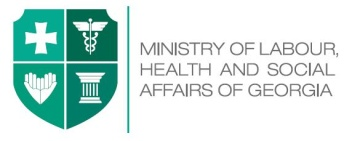 MINISTRY OF LABOUR,
HEALTH AND SOCIAL
AFFAIRS OF GEORGIA